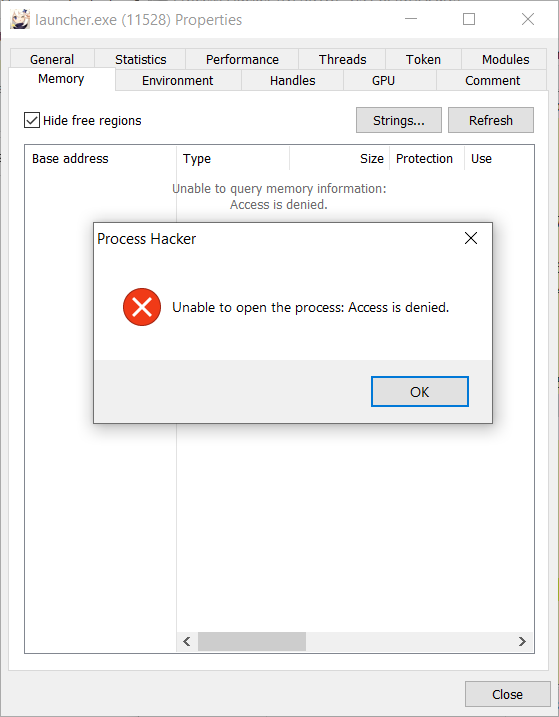 launcher.exe (11528) Properties
General Statistics Performance Threads Token Modules
Memory Environment Handles GPU Comment
Hide free regions Strings... Refresh
Base address Type Size Protection Use
Unable to query memory information:
Access is denied.
Process Hacker
Unable to open the process: Access is denied.
OK
Close